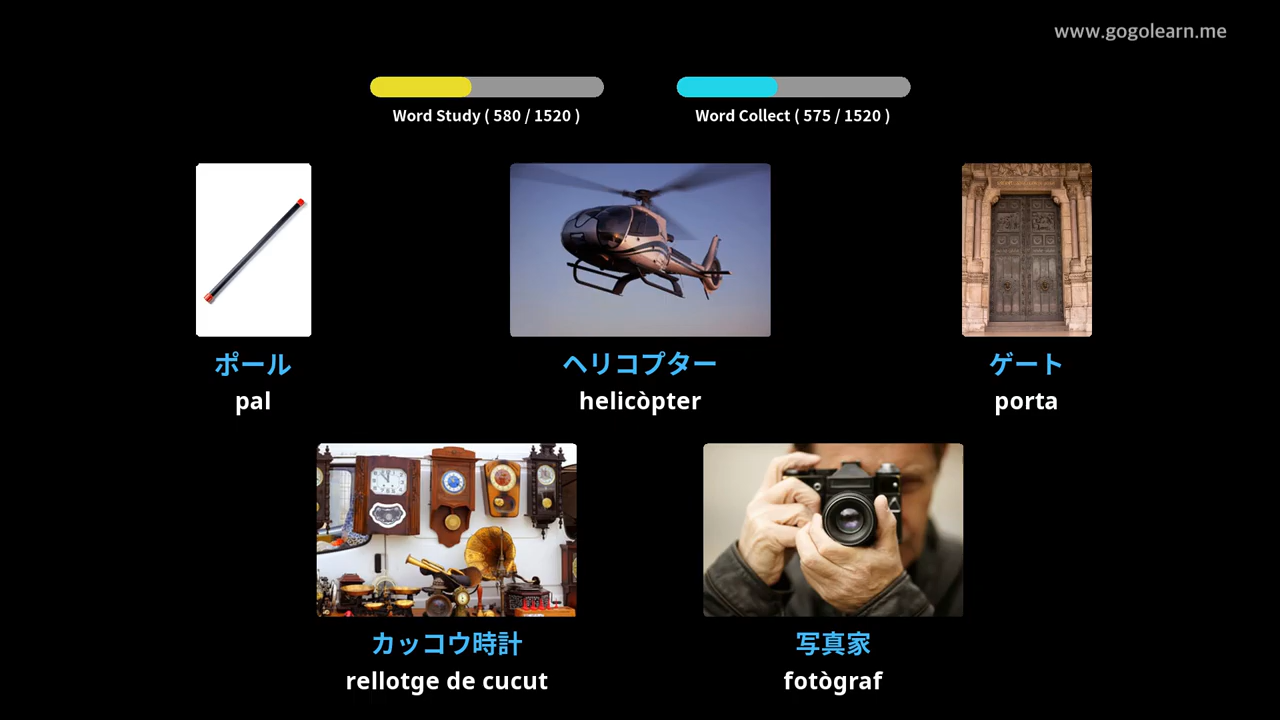 www.gogolearn.me
Word Study ( 580 / 1520 )
Word Collect ( 575 / 1520 )
ポール
pal
ヘリコプター
helicòpter
ゲート
porta
カッコウ時計
rellotge de cucut
写真家
fotògraf